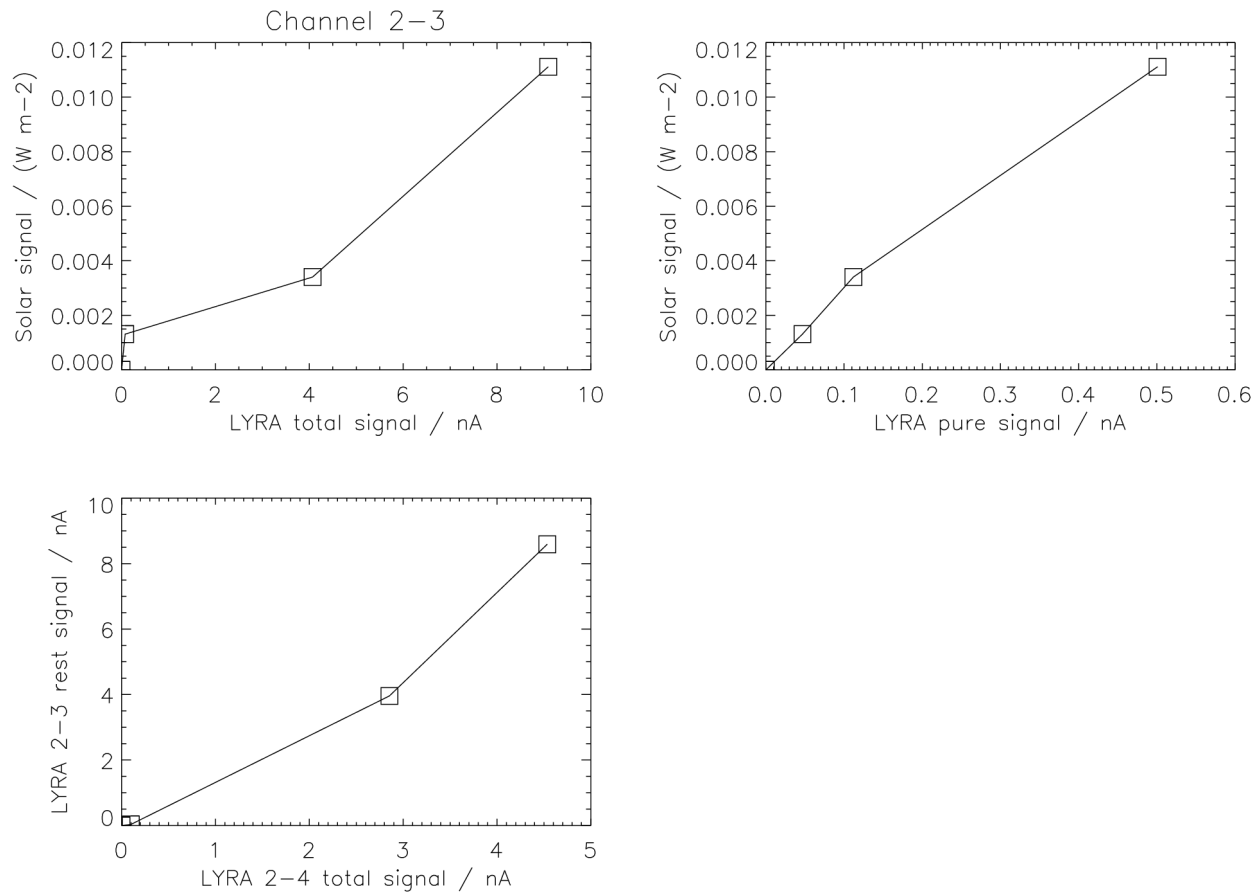 Channel 2-3
Solar signal / (W m-2)
0.012
0.010
0.008
0.006
0.004
0.002
0.000
0 2 4 6 8 10
LYRA total signal / nA
Solar signal / (W m-2)
0.012
0.010
0.008
0.006
0.004
0.002
0.000
0.0 0.1 0.2 0.3 0.4 0.5 0.6
LYRA pure signal / nA
LYRA 2-3 rest signal / nA
10
8
6
4
2
0
0 1 2 3 4 5
LYRA 2-4 total signal / nA